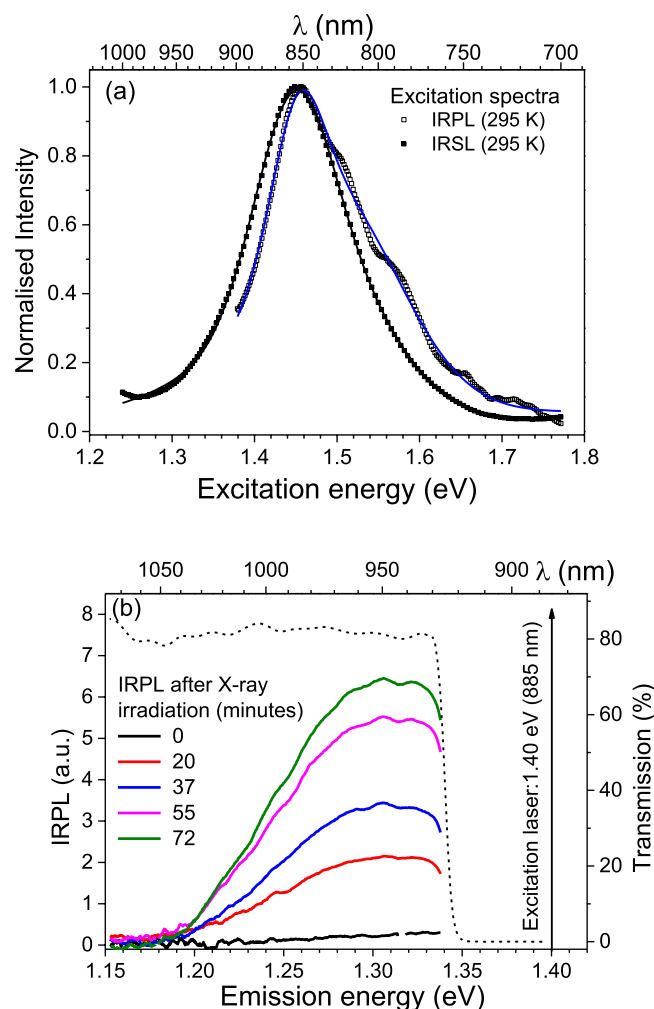 λ (nm)
1000 950 900 850 800 750 700
(a)
Excitation spectra
IRPL (295 K)
IRSL (295 K)
Normalised Intensity
1.0
0.8
0.6
0.4
0.2
0.0
1.2 1.3 1.4 1.5 1.6 1.7 1.8
Excitation energy (eV)
1050 1000 950 900 λ (nm)
(b)
IRPL after X-ray
irradiation (minutes)
0
20
37
55
72
IRPL (a.u.)
8
7
6
5
4
3
2
1
0
Excitation laser:1.40 eV (885 nm)
80
60
40
20
0
Transmission (%)
1.15 1.20 1.25 1.30 1.35 1.40
Emission energy (eV)